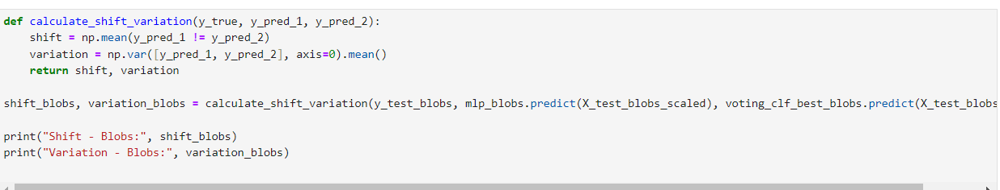 def calculate_shift_variation(y_true, y_pred_1, y_pred_2):
    shift = np.mean(y_pred_1 != y_pred_2)
    variation = np.var([y_pred_1, y_pred_2], axis=0).mean()
    return shift, variation
shift_blobs, variation_blobs = calculate_shift_variation(y_test_blobs, mlp_blobs.predict(X_test_blobs_scaled), voting_clf_best_blobs.predict(X_test_blobs
print("Shift - Blobs:", shift_blobs)
print("Variation - Blobs:", variation_blobs)